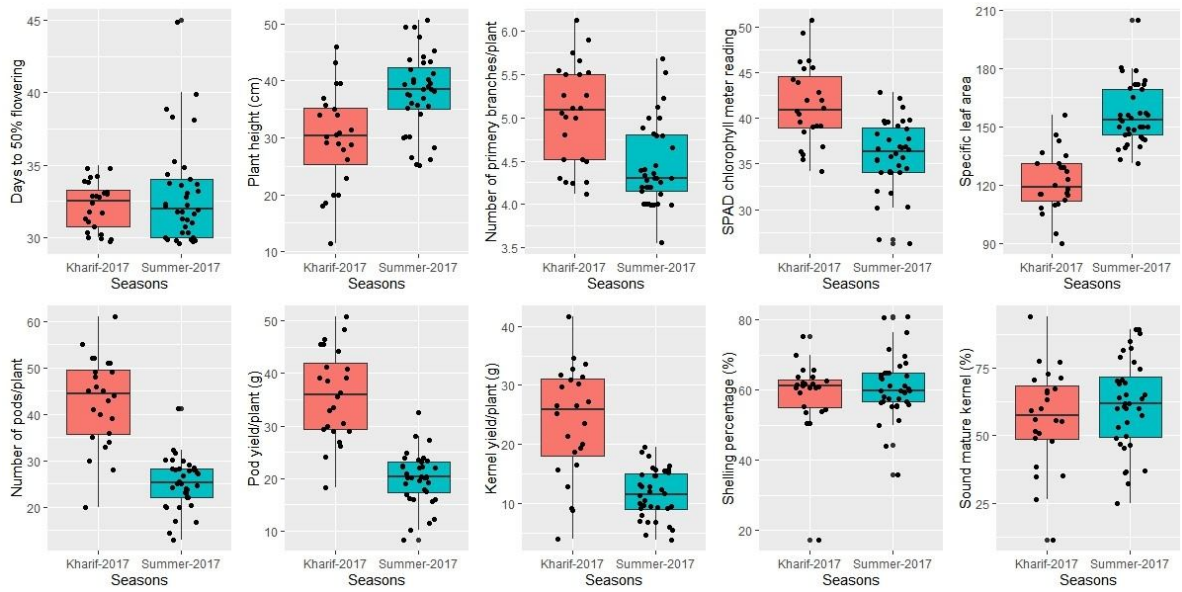 Days to 50% flowering
45
40
35
30
Kharif-2017 Summer-2017
Seasons
Plant height (cm)
50
40
30
20
10
Kharif-2017 Summer-2017
Seasons
Number of primary branches/plant
6.0
5.5
5.0
4.5
4.0
3.5
Kharif-2017 Summer-2017
Seasons
SPAD chlorophyll meter reading
50
45
40
35
30
Kharif-2017 Summer-2017
Seasons
Specific leaf area
210
180
150
120
90
Kharif-2017 Summer-2017
Seasons
Number of pods/plant
60
50
40
30
20
Kharif-2017 Summer-2017
Seasons
Pod yield/plant (g)
50
40
30
20
10
Kharif-2017 Summer-2017
Seasons
Kernel yield/plant (g)
40
30
20
10
Kharif-2017 Summer-2017
Seasons
Shelling percentage (%)
80
60
40
20
Kharif-2017 Summer-2017
Seasons
Sound mature kernel (%)
75
50
25
Kharif-2017 Summer-2017
Seasons